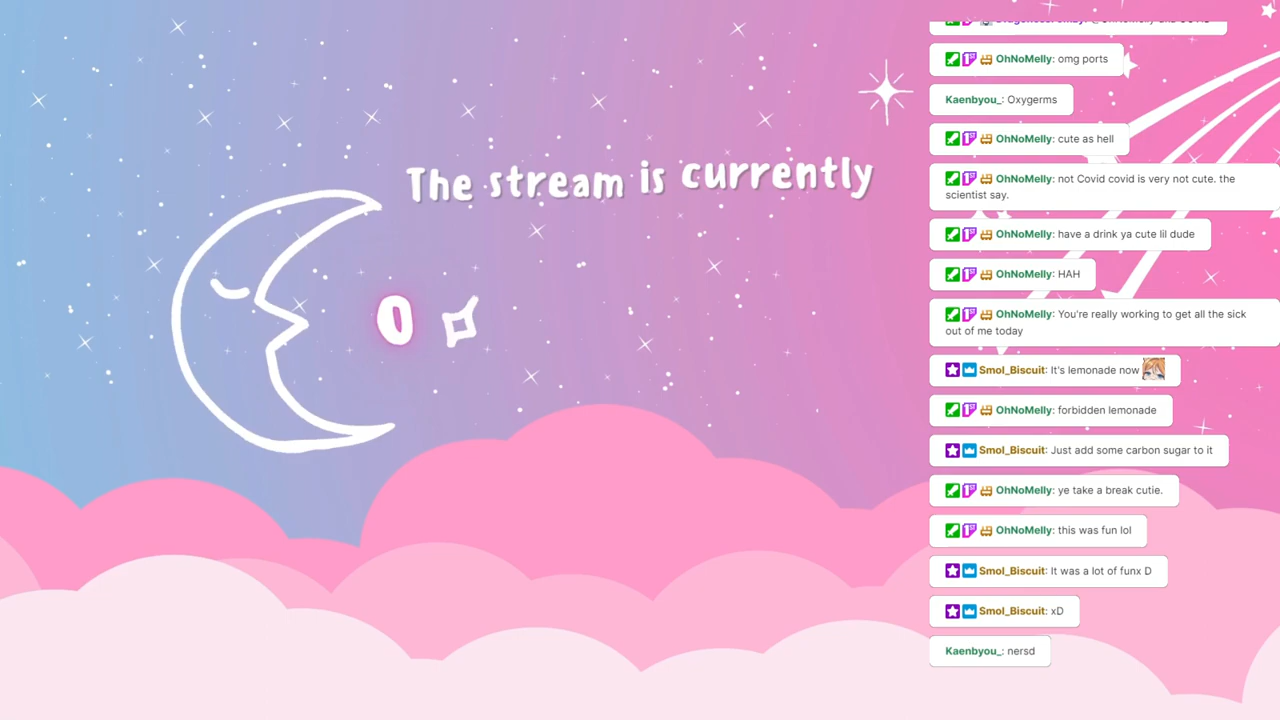 The stream is currently
0
OhNoMelly: omg ports
Kaenbyou_: Oxygerms
OhNoMelly: cute as hell
OhNoMelly: not Covid covid is very not cute. the
scientist say.
OhNoMelly: have a drink ya cute lil dude
OhNoMelly: HAH
OhNoMelly: You're really working to get all the sick
out of me today
Smol_Biscuit: It's lemonade now
OhNoMelly: forbidden lemonade
Smol_Biscuit: Just add some carbon sugar to it
OhNoMelly: ye take a break cutie.
OhNoMelly: this was fun lol
Smol_Biscuit: It was a lot of funx D
Smol_Biscuit: xD
Kaenbyou_: nersd